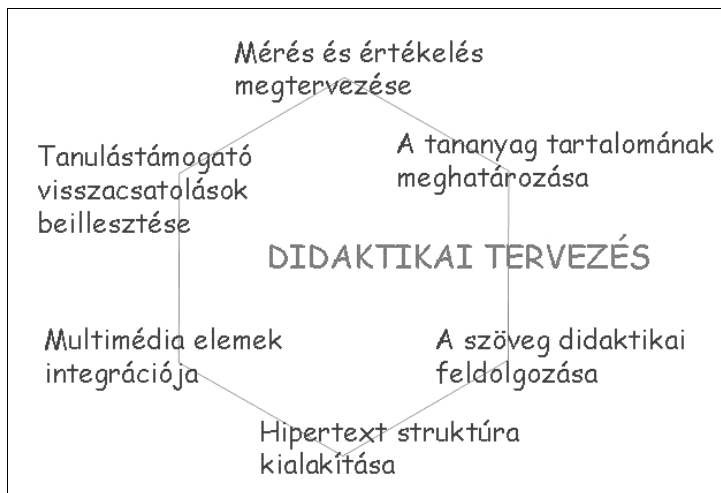 Mérés és értékelés
megtervezése
A tananyag tartalomának
meghatározása
Tanulástámogató
visszacsatolások
beillesztése
DIDAKTIKAI TERVEZÉS
Multimédia elemek
integrációja
A szöveg didaktikai
feldolgozása
Hipertext struktúra
kialakítása